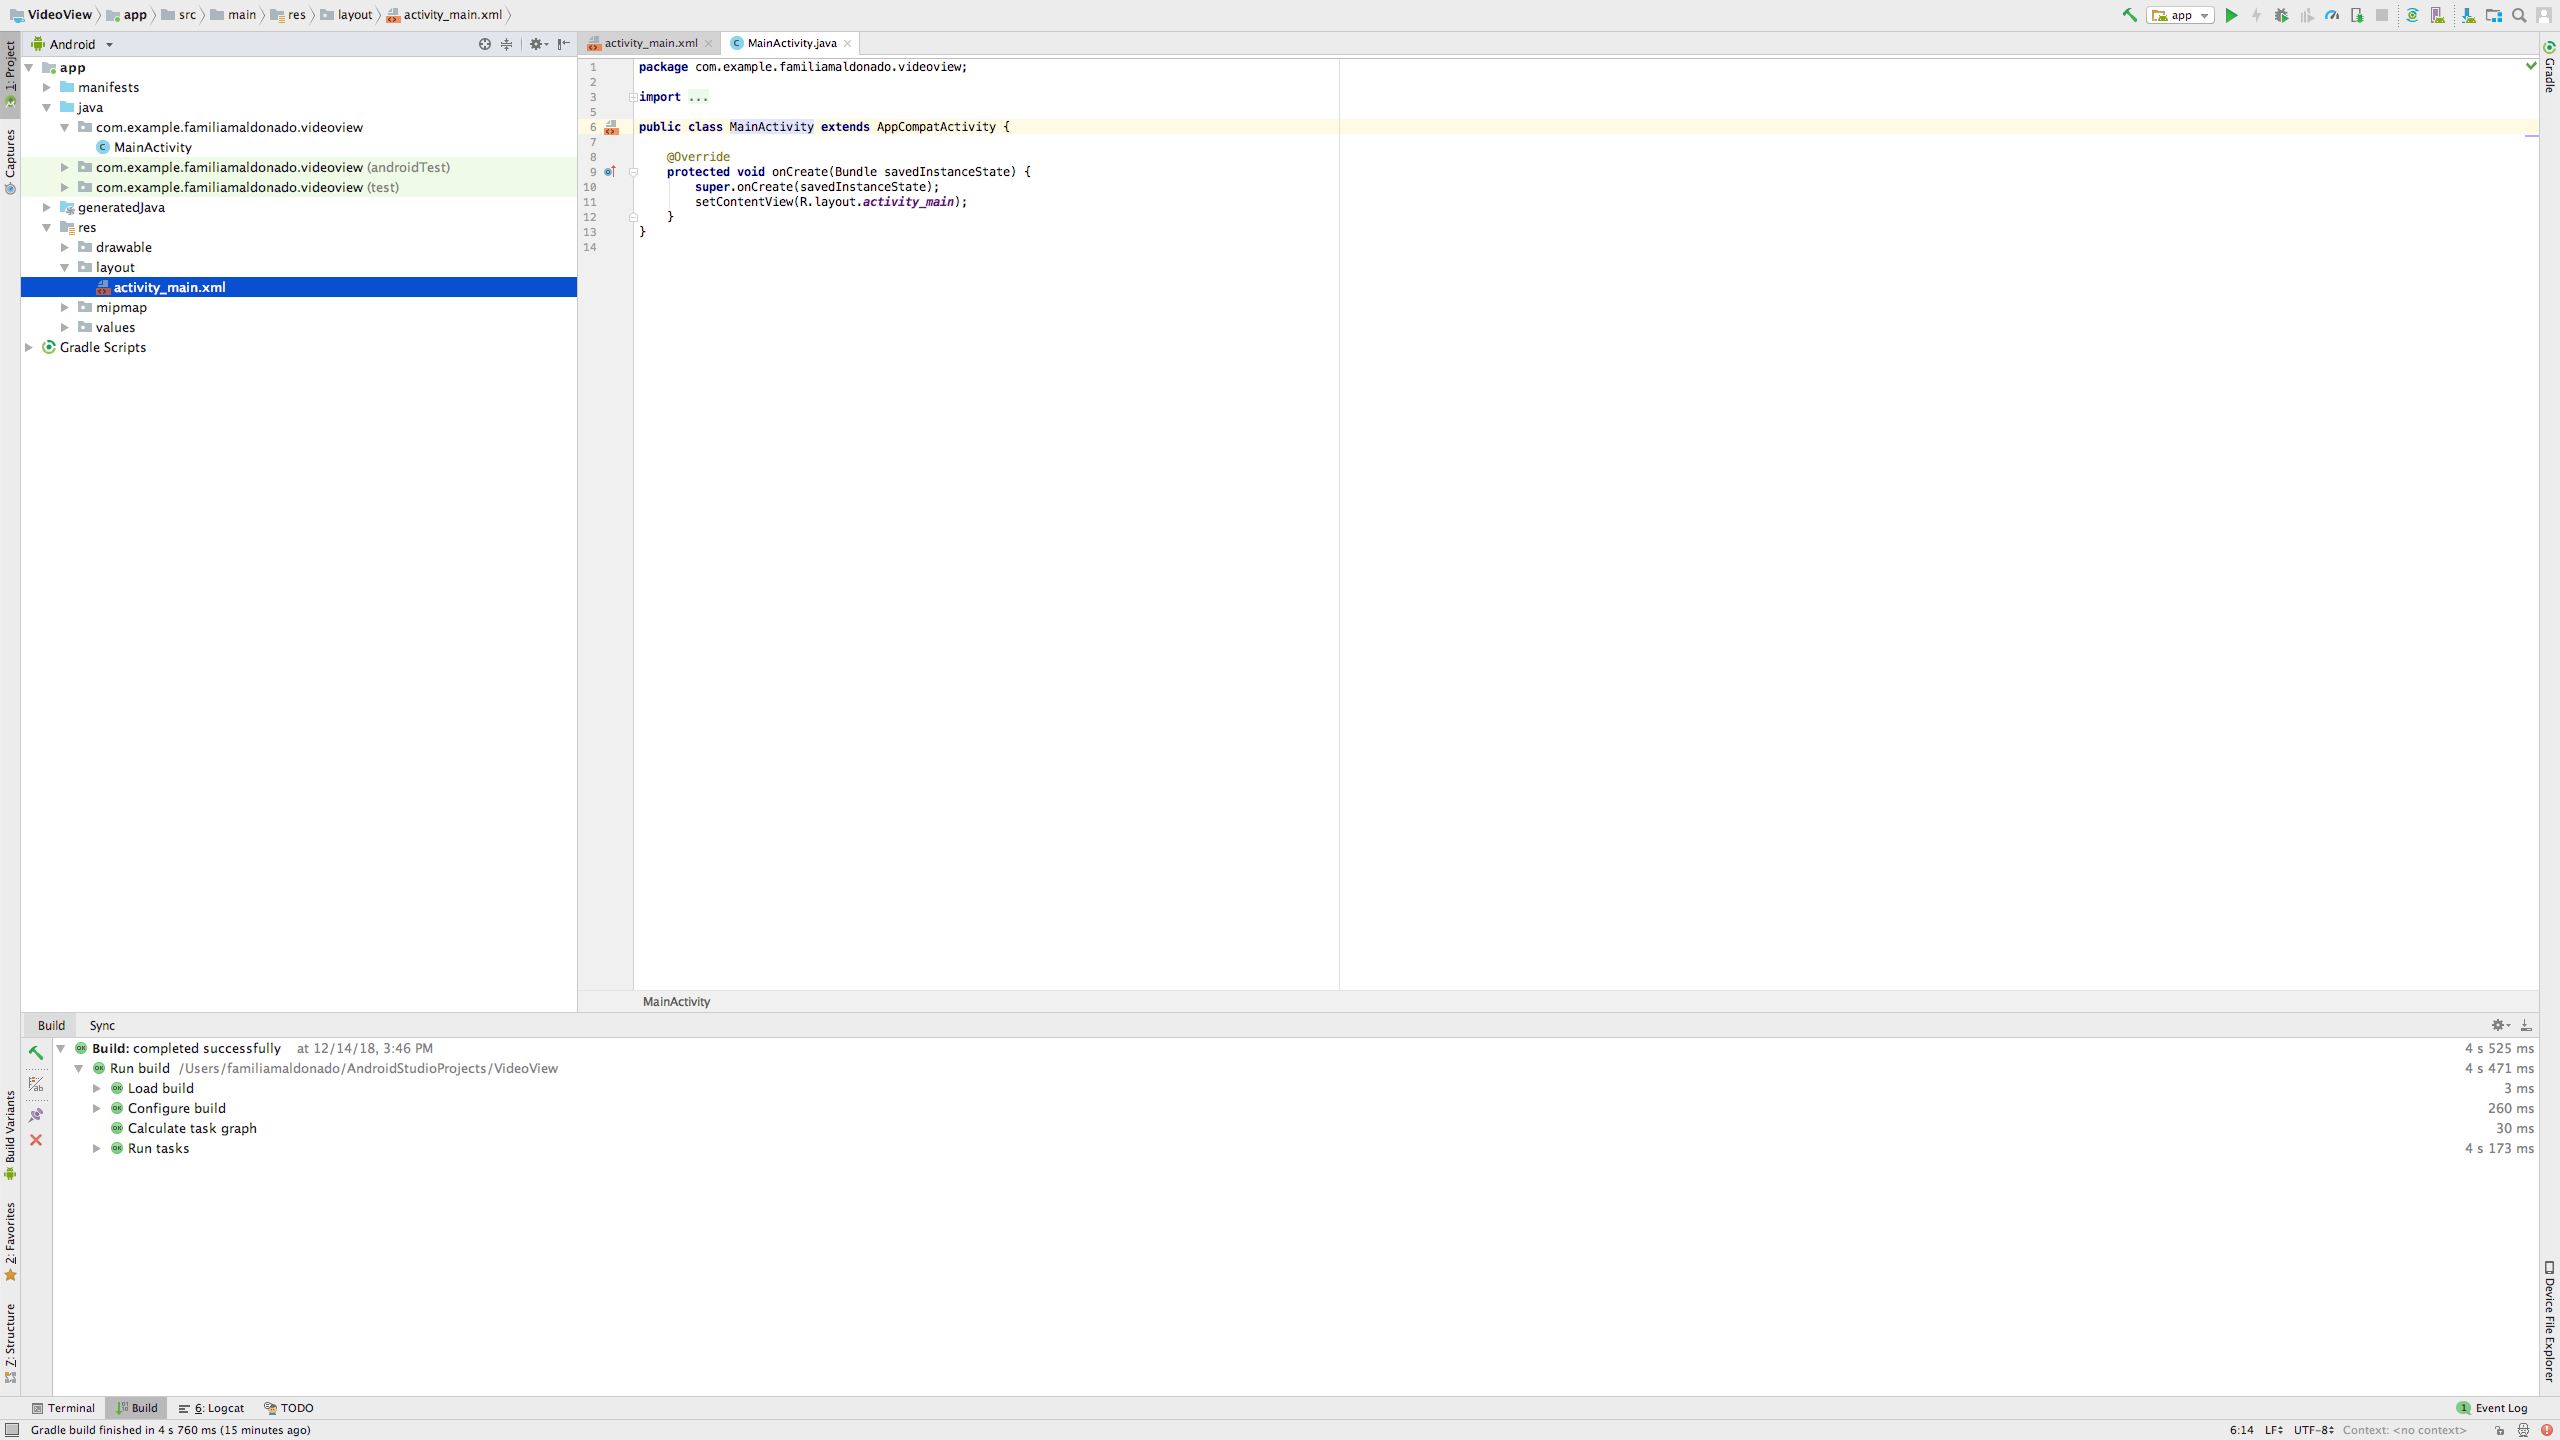 VideoView app src main res layout activity_main.xml
app
Android
activity_main.xml MainActivity.java
1: Project
Captures
Build Variants
2: Favorites
Z: Structure
app
manifests
java
com.example.familiamaldonado.videoview
MainActivity
com.example.familiamaldonado.videoview (androidTest)
com.example.familiamaldonado.videoview (test)
generatedJava
res
drawable
layout
activity_main.xml
mipmap
values
Gradle Scripts
1 package com.example.familiamaldonado.videoview;
2
3 import ...
5
6 public class MainActivity extends AppCompatActivity {
7
8 @Override
9 protected void onCreate(Bundle savedInstanceState) {
10 super.onCreate(savedInstanceState);
11 setContentView(R.layout.activity_main);
12 }
13 }
14
MainActivity
Gradle
Device File Explorer
Build Sync
Build: completed successfully at 12/14/18, 3:46 PM 4 s 525 ms
Run build /Users/familiamaldonado/AndroidStudioProjects/VideoView 4 s 471 ms
Load build 3 ms
Configure build 260 ms
Calculate task graph 30 ms
Run tasks 4 s 173 ms
Terminal Build 6: Logcat TODO 1 Event Log
Gradle build finished in 4 s 760 ms (15 minutes ago) 6:14 LF UTF-8 Context: <no context>